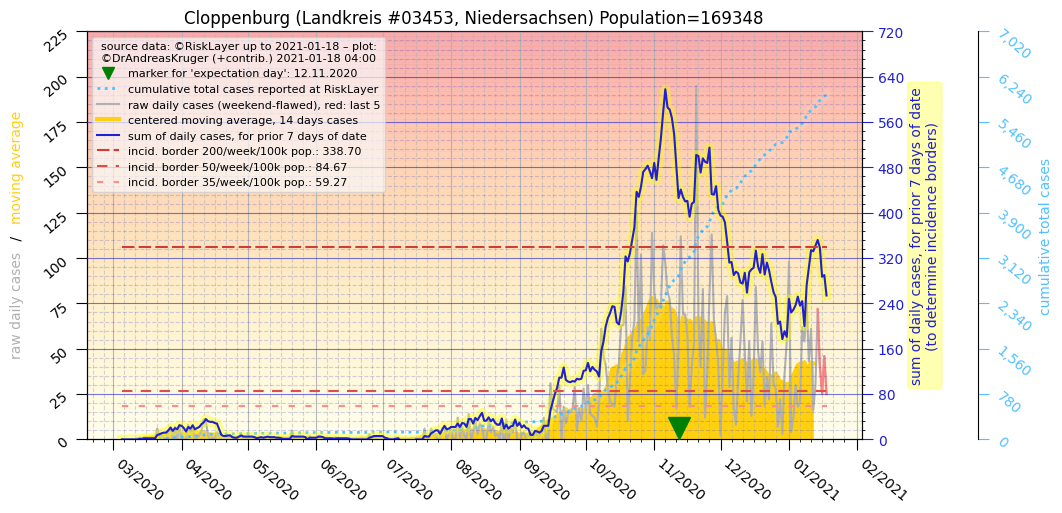 Cloppenburg (Landkreis #03453, Niedersachsen) Population=169348
source data: ©RiskLayer up to 2021-01-18 – plot:
©DrAndreasKruger (+contrib.) 2021-01-18 04:00
marker for 'expectation day': 12.11.2020
cumulative total cases reported at RiskLayer
raw daily cases (weekend-flawed), red: last 5
centered moving average, 14 days cases
sum of daily cases, for prior 7 days of date
incid. border 200/week/100k pop.: 338.70
incid. border 50/week/100k pop.: 84.67
incid. border 35/week/100k pop.: 59.27
raw daily cases / moving average
225
200
175
150
125
100
75
50
25
0
03/2020
04/2020
05/2020
06/2020
07/2020
08/2020
09/2020
10/2020
11/2020
12/2020
01/2021
02/2021
720
640
560
480
400
320
240
160
80
0
sum of daily cases, for prior 7 days of date
(to determine incidence borders)
7,020
6,240
5,460
4,680
3,900
3,120
2,340
1,560
780
0
cumulative total cases